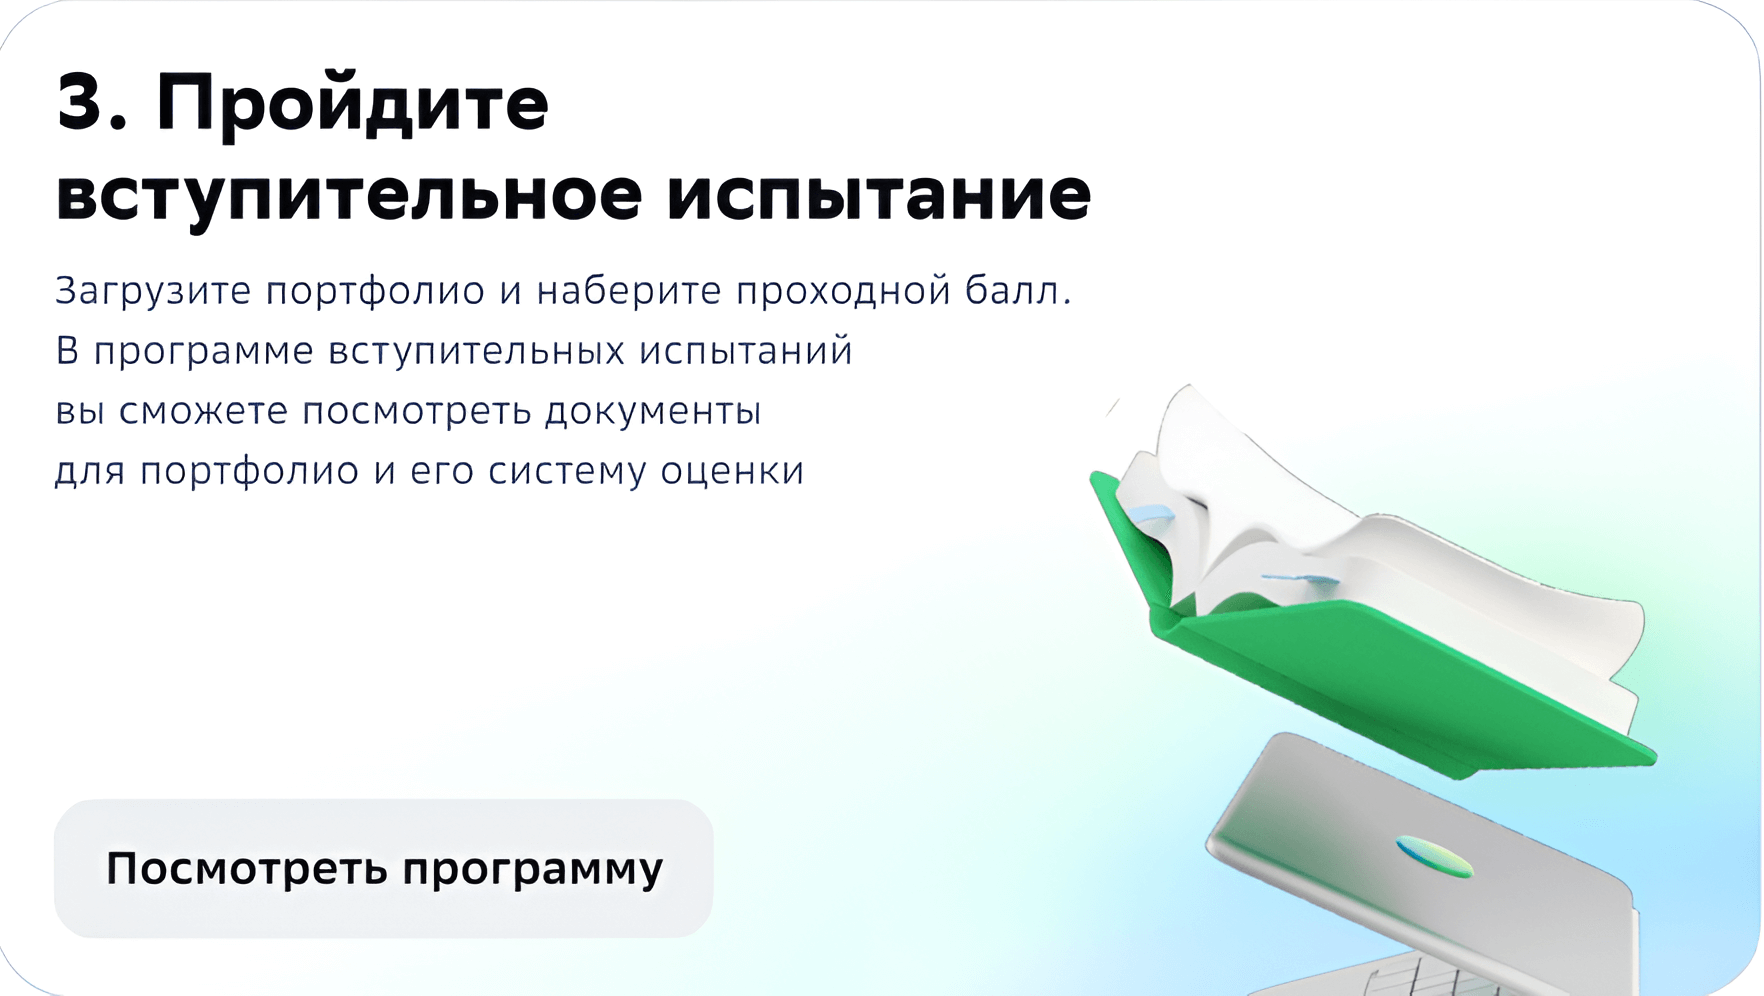 3. Пройдите
вступительное испытание
Загрузите портфолио и наберите проходной балл.
В программе вступительных испытаний
вы сможете посмотреть документы
для портфолио и его систему оценки
Посмотреть программу